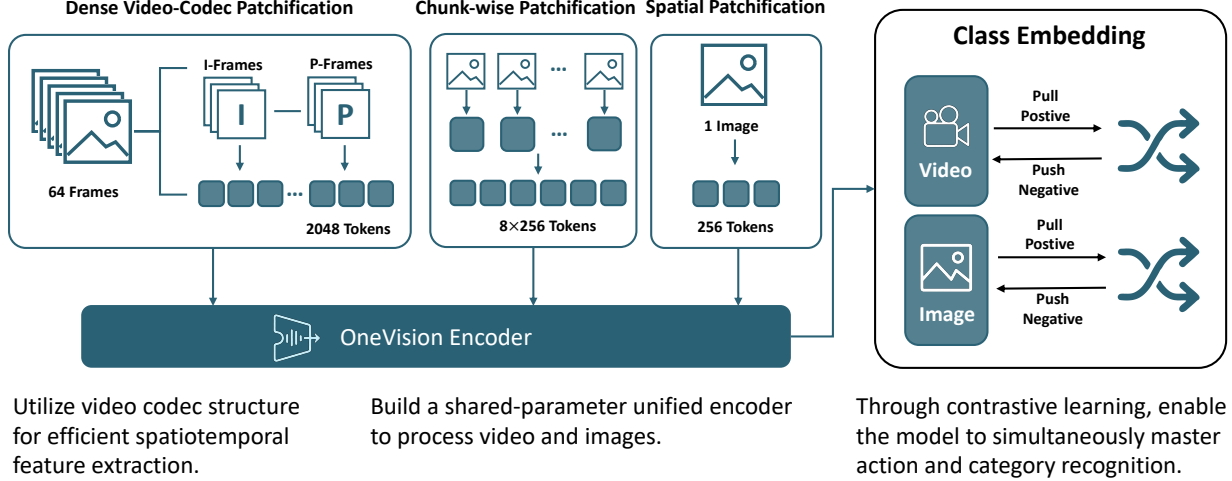 Dense Video-Codec Patchification
I-Frames
P-Frames
I
P
64 Frames
...
2048 Tokens
Chunk-wise Patchification
...
...
8×256 Tokens
Spatial Patchification
1 Image
256 Tokens
OneVision Encoder
Class Embedding
Video
Pull
Postive
Push
Negative
Image
Pull
Postive
Push
Negative
Utilize video codec structure
for efficient spatiotemporal
feature extraction.
Build a shared-parameter unified encoder
to process video and images.
Through contrastive learning, enable
the model to simultaneously master
action and category recognition.